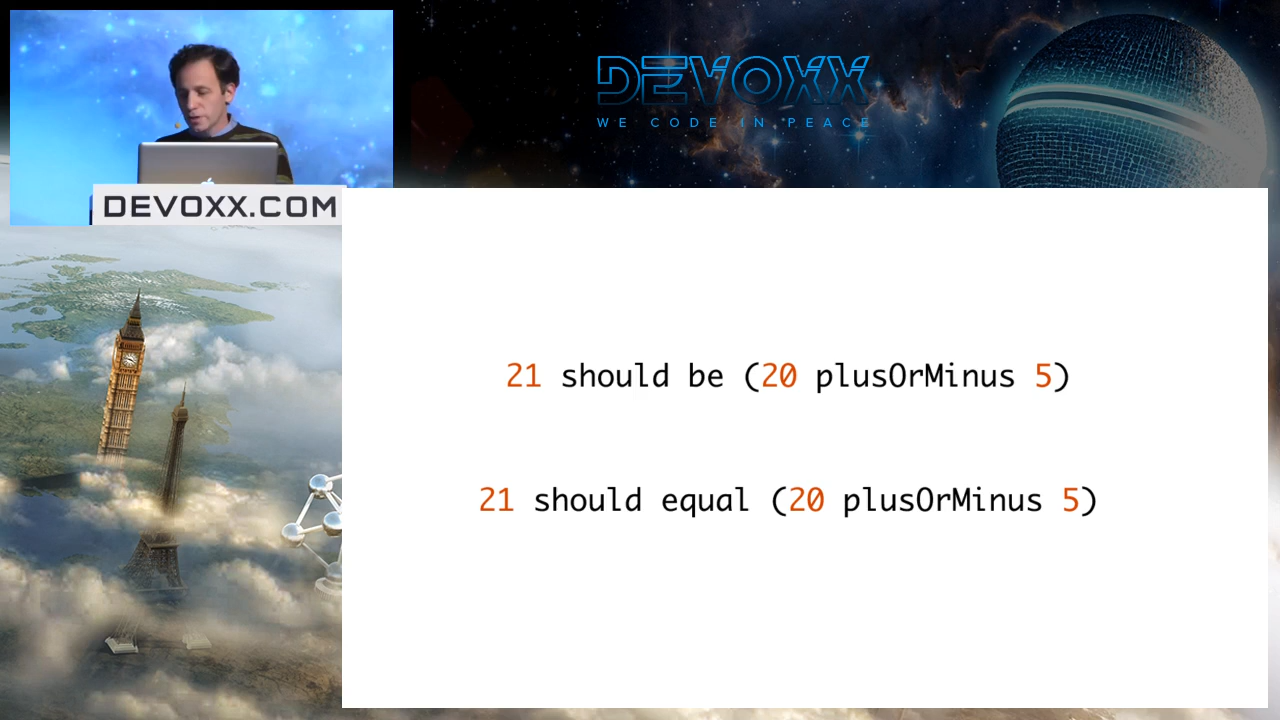 DEVOXX
WE CODE IN PEACE
DEVOXX.COM
21 should be (20 plusOrMinus 5)
21 should equal (20 plusOrMinus 5)